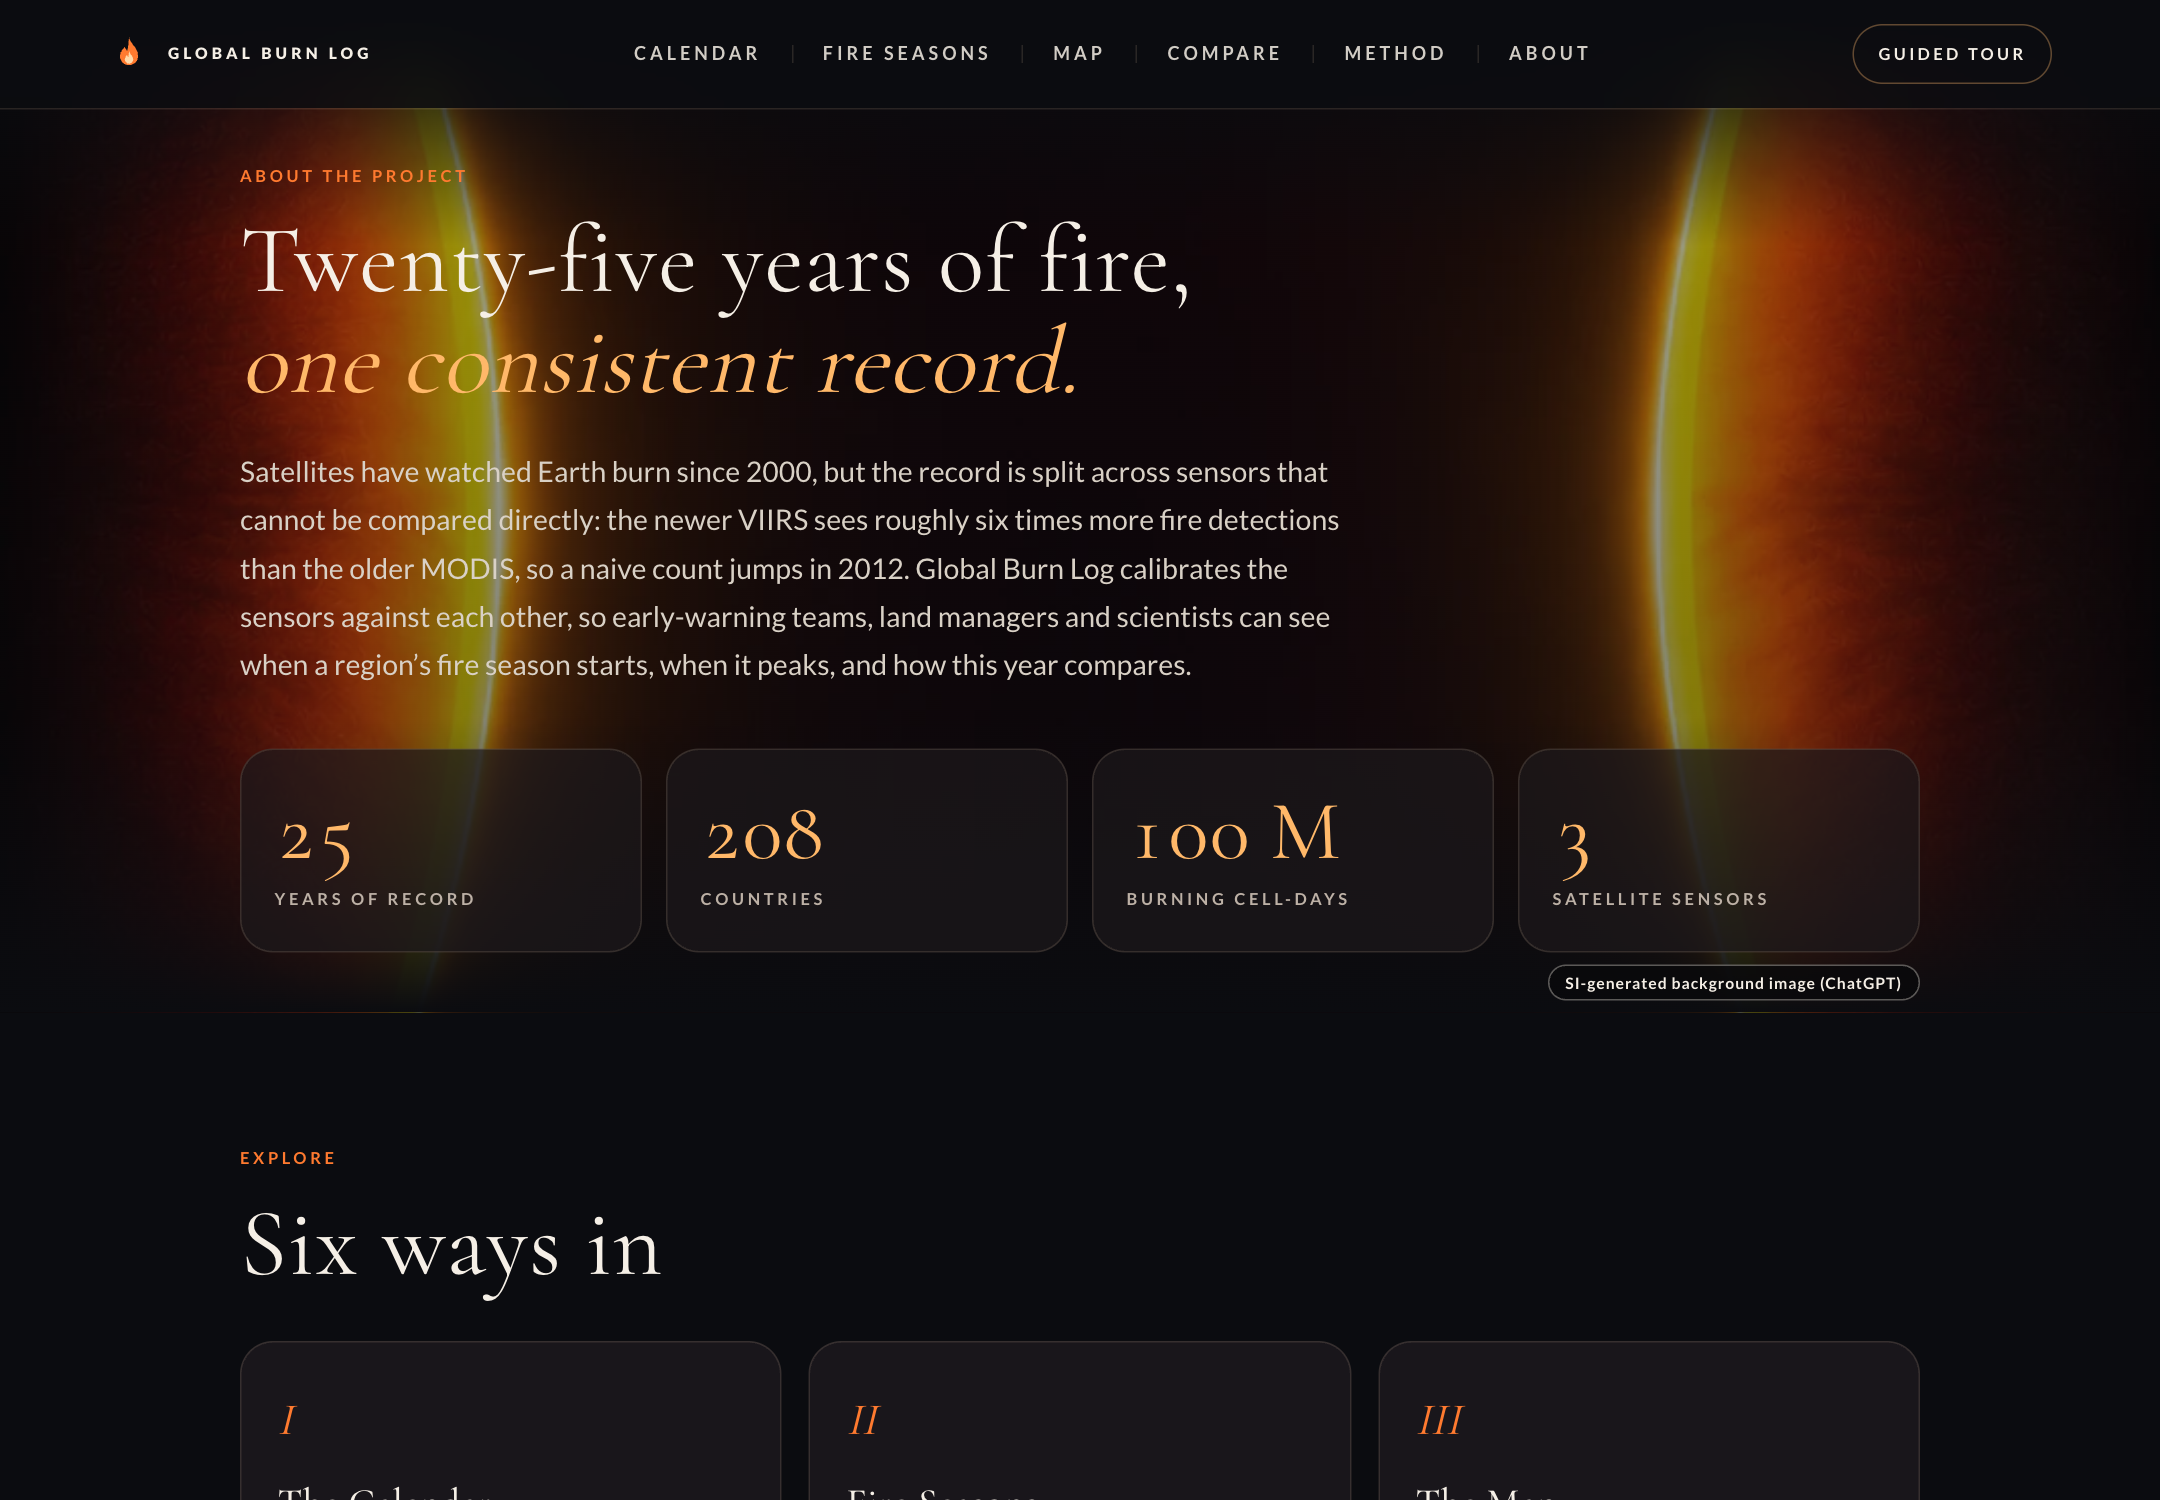 GLOBAL BURN LOG
CALENDAR | FIRE SEASONS | MAP | COMPARE | METHOD | ABOUT
GUIDED TOUR
ABOUT THE PROJECT
Twenty-five years of fire,
one consistent record.
Satellites have watched Earth burn since 2000, but the record is split across sensors that
cannot be compared directly: the newer VIIRS sees roughly six times more fire detections
than the older MODIS, so a naive count jumps in 2012. Global Burn Log calibrates the
sensors against each other, so early-warning teams, land managers and scientists can see
when a region’s fire season starts, when it peaks, and how this year compares.
25
YEARS OF RECORD
208
COUNTRIES
100 M
BURNING CELL-DAYS
3
SATELLITE SENSORS
SI-generated background image (ChatGPT)
EXPLORE
Six ways in
I
II
III
The Calendar
Fire Seasons
The Map